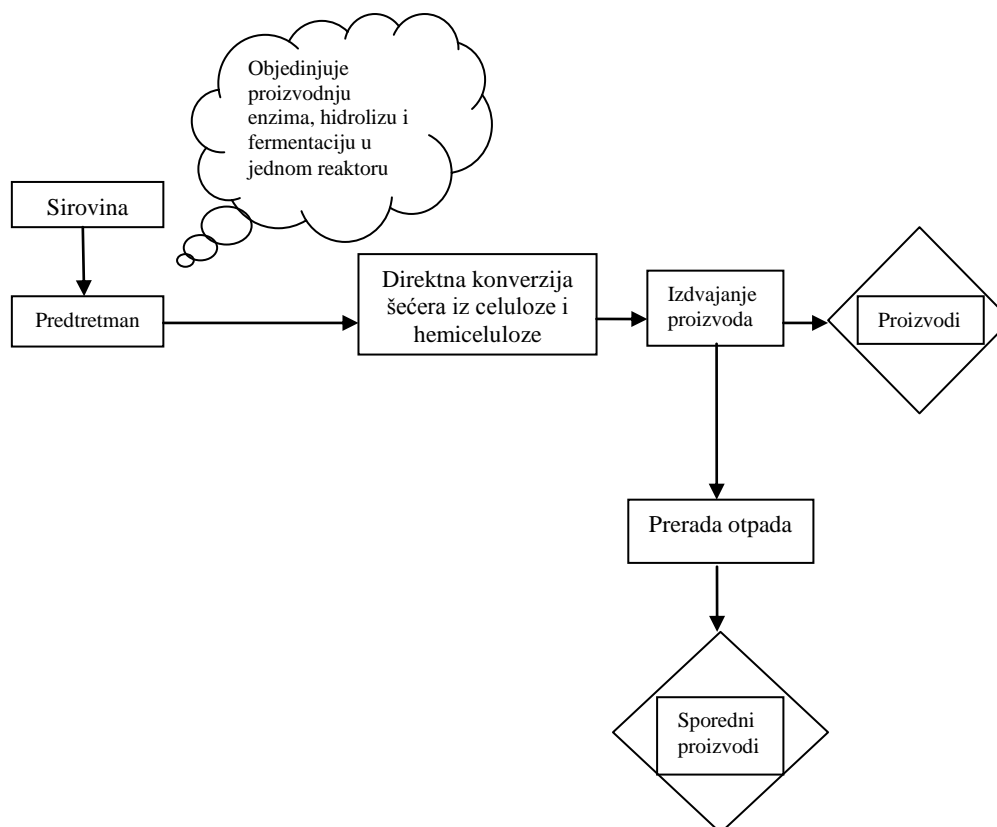 Objedinjuje
proizvodnju
enzima, hidrolizu i
fermentaciju u
jednom reaktoru
Sirovina
Predtretman
Direktna konverzija
šećera iz celuloze i
hemiceluloze
Izdvajanje
proizvoda
Proizvodi
Prerada otpada
Sporedni
proizvodi